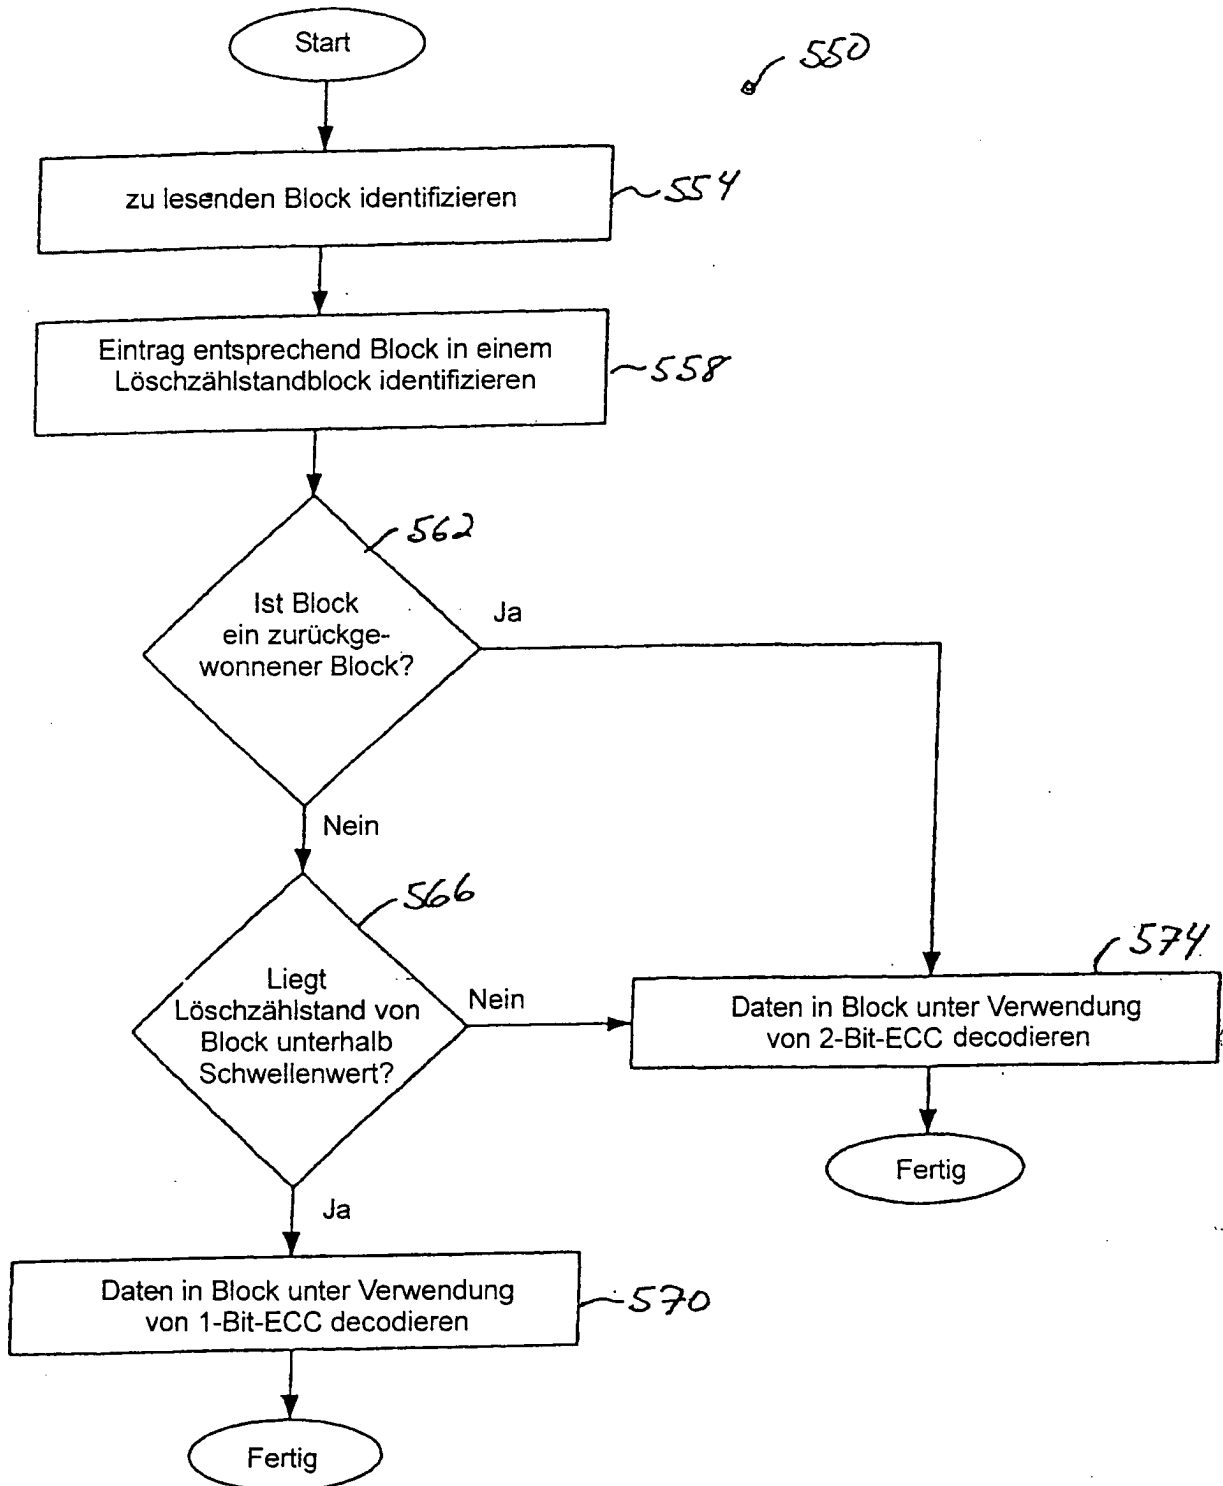 Start
550
zu lesenden Block identifizieren
554
Eintrag entsprechend Block in einem
Löschzählstandblock identifizieren
558
562
Ist Block
ein zurückge-
wonnener Block?
Ja
Nein
566
Liegt
Löschzählstand von
Block unterhalb
Schwellenwert?
Nein
574
Daten in Block unter Verwendung
von 2-Bit-ECC decodieren
Fertig
Ja
Daten in Block unter Verwendung
von 1-Bit-ECC decodieren
570
Fertig